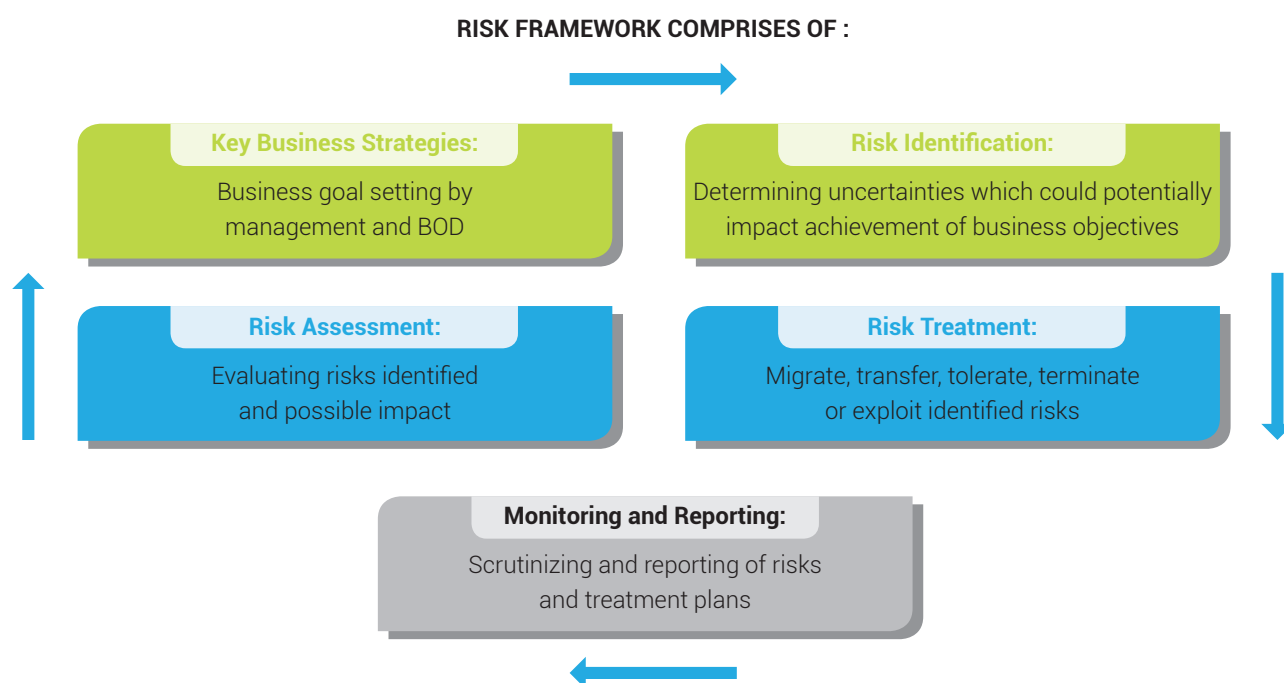 RISK FRAMEWORK COMPRISES OF :
Key Business Strategies:
Business goal setting by
management and BOD
Risk Identification:
Determining uncertainties which could potentially
impact achievement of business objectives
Risk Assessment:
Evaluating risks identified
and possible impact
Risk Treatment:
Migrate, transfer, tolerate, terminate
or exploit identified risks
Monitoring and Reporting:
Scrutinizing and reporting of risks
and treatment plans